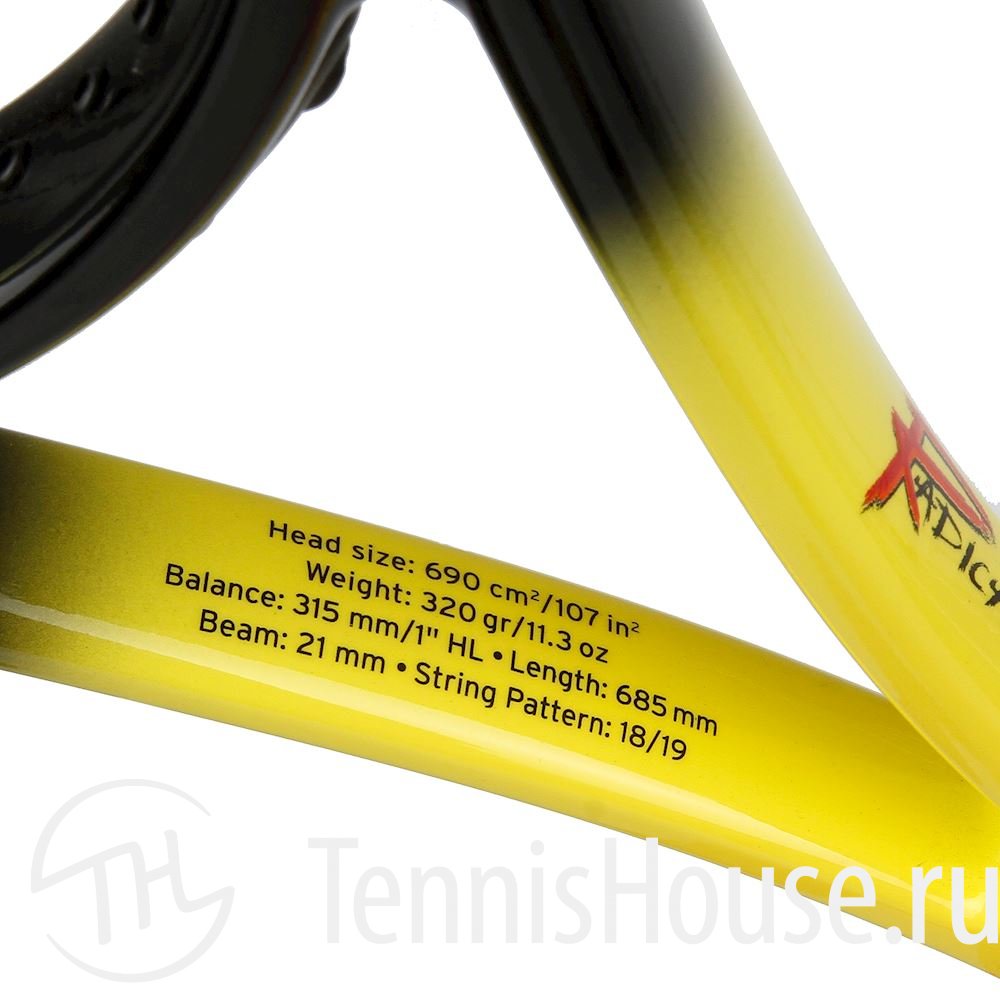 Head size: 690 cm²/107 in²
Weight: 320 gr/11.3 oz
Balance: 315 mm/1" HL • Length: 685 mm
Beam: 21 mm • String Pattern: 18/19
TH TennisHouse.ru